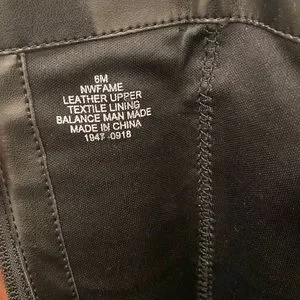 6M
NWFAME
LEATHER UPPER
TEXTILE LINING
BALANCE MAN MADE
MADE IN CHINA
1947 0918